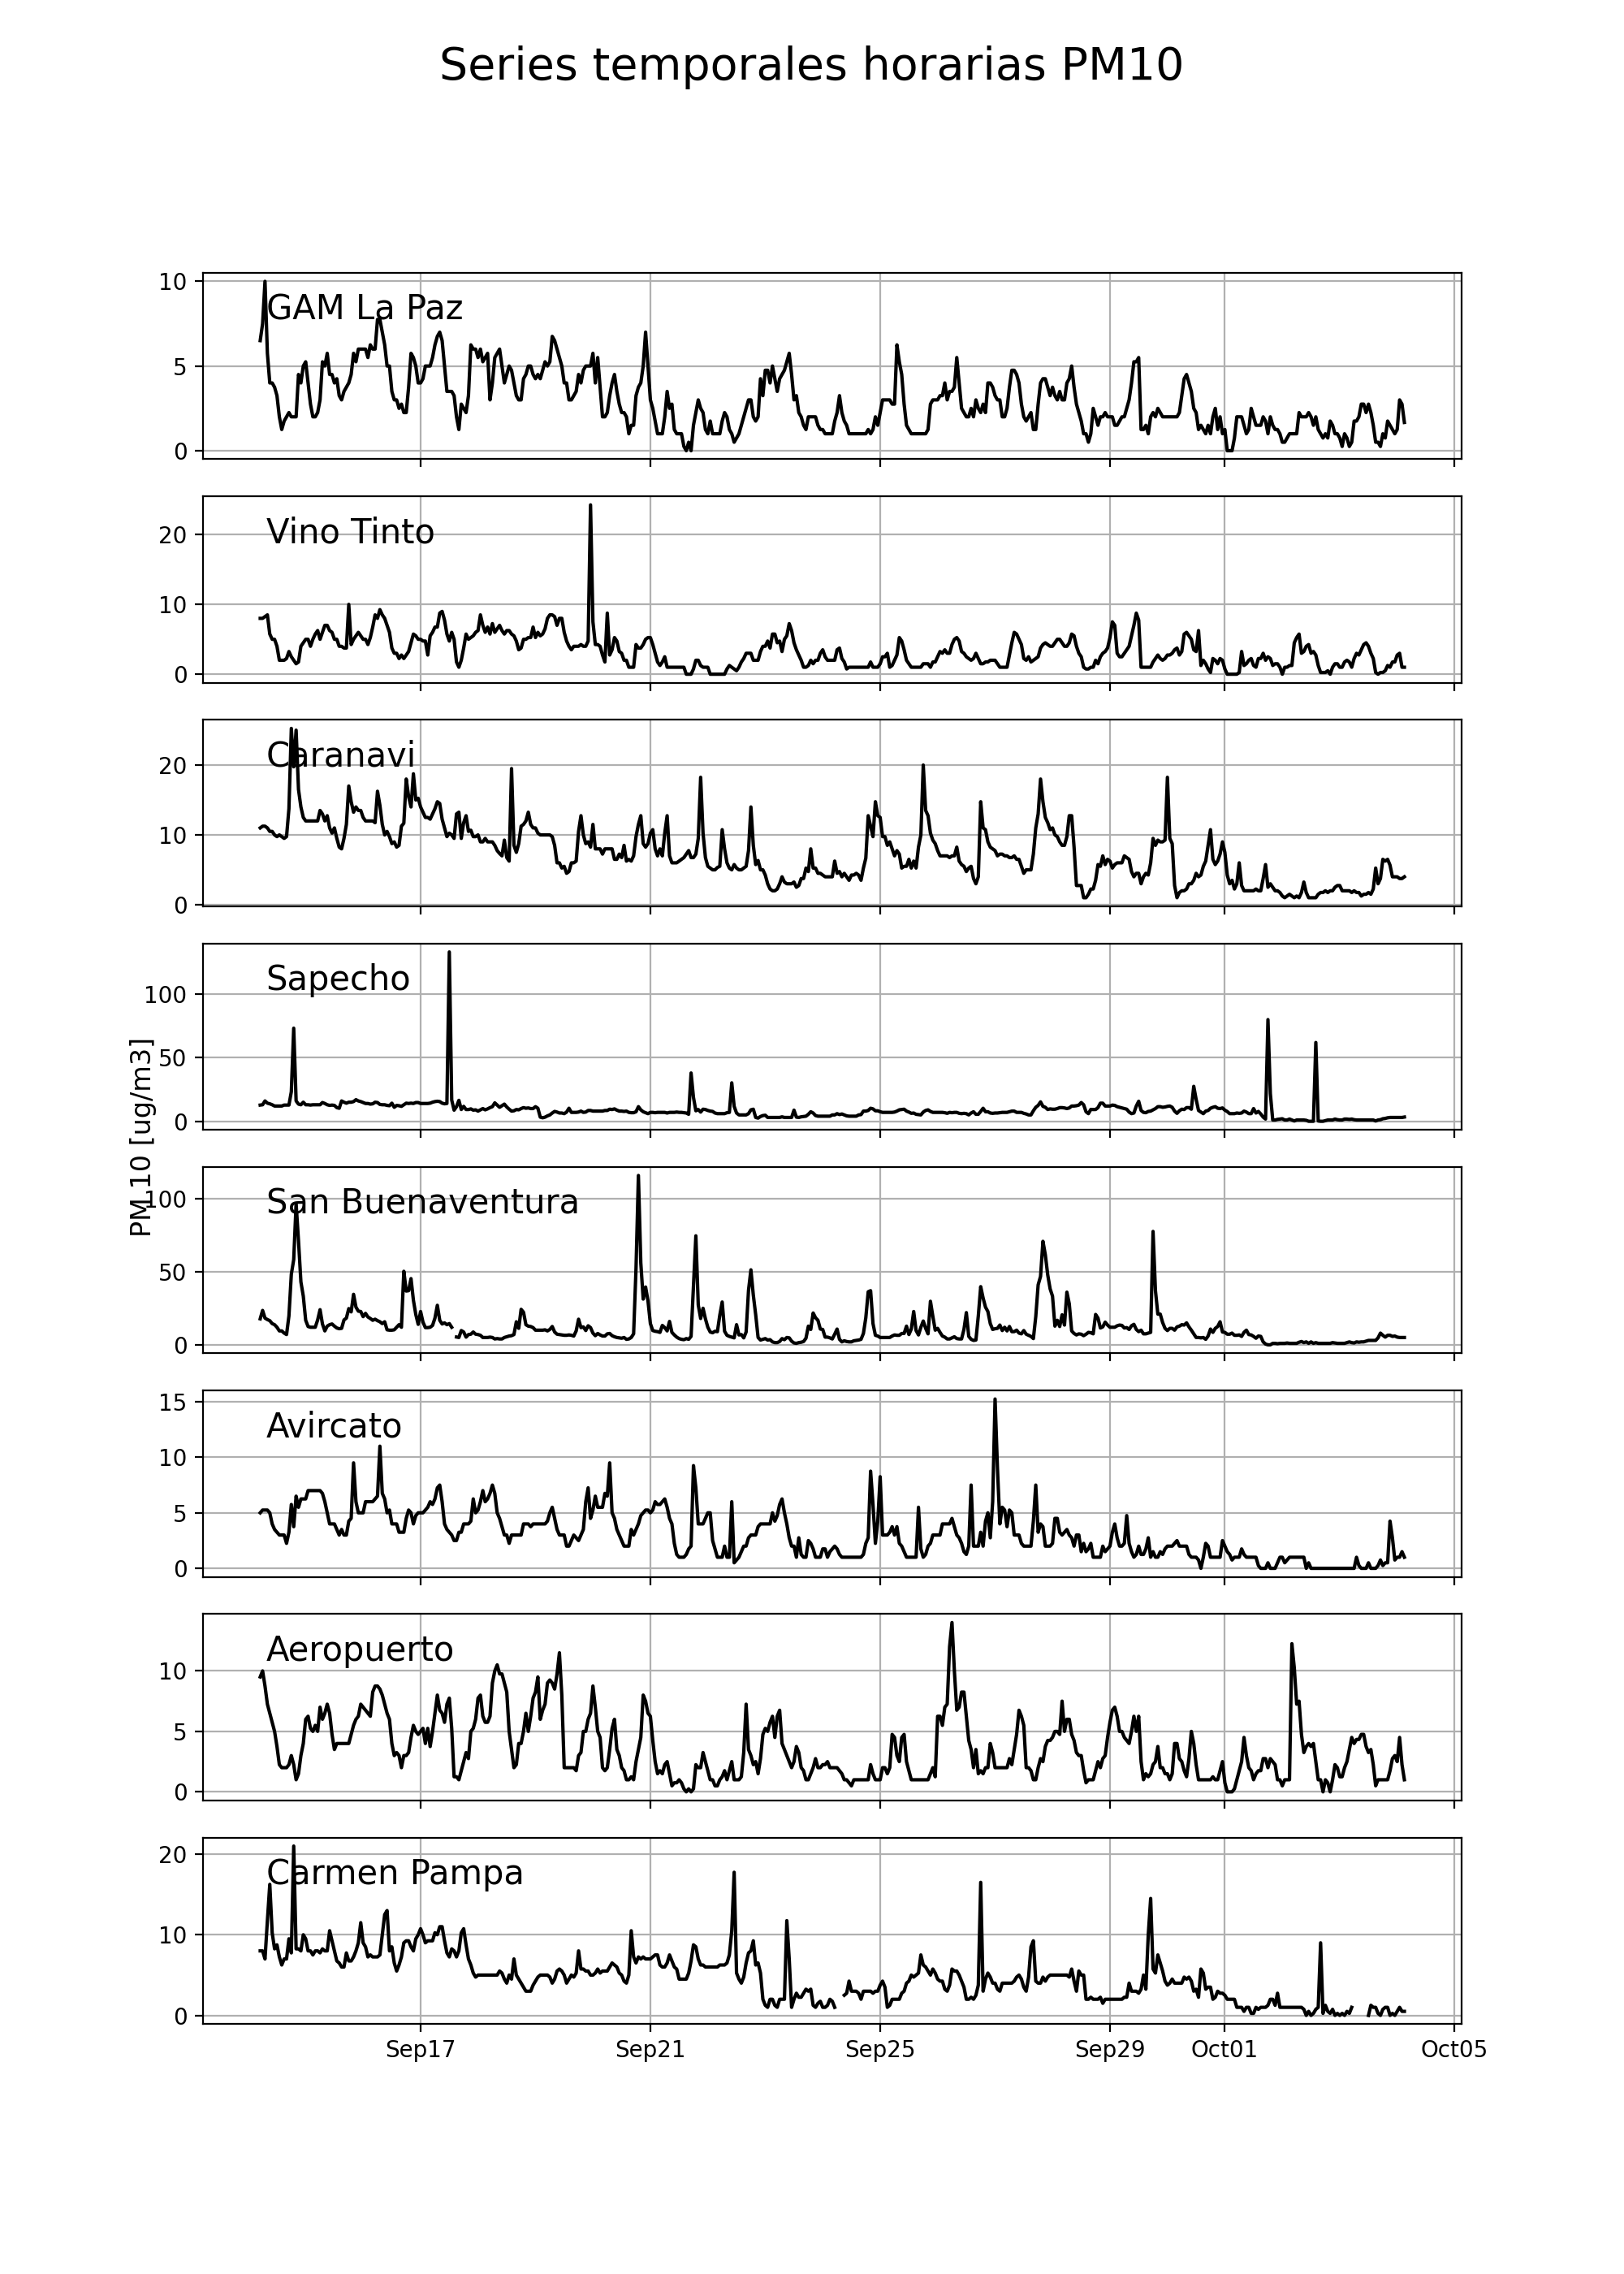 Series temporales horarias PM10
10
GAM La Paz
5
0
20
Vino Tinto
10
0
20
Caranavi
10
0
Sapecho
100
50
0
PM 10 [ug/m3]
100
San Buenaventura
50
0
15
Avircato
10
5
0
Aeropuerto
10
5
0
20
Carmen Pampa
10
0
Sep17 Sep21 Sep25 Sep29 Oct01 Oct05